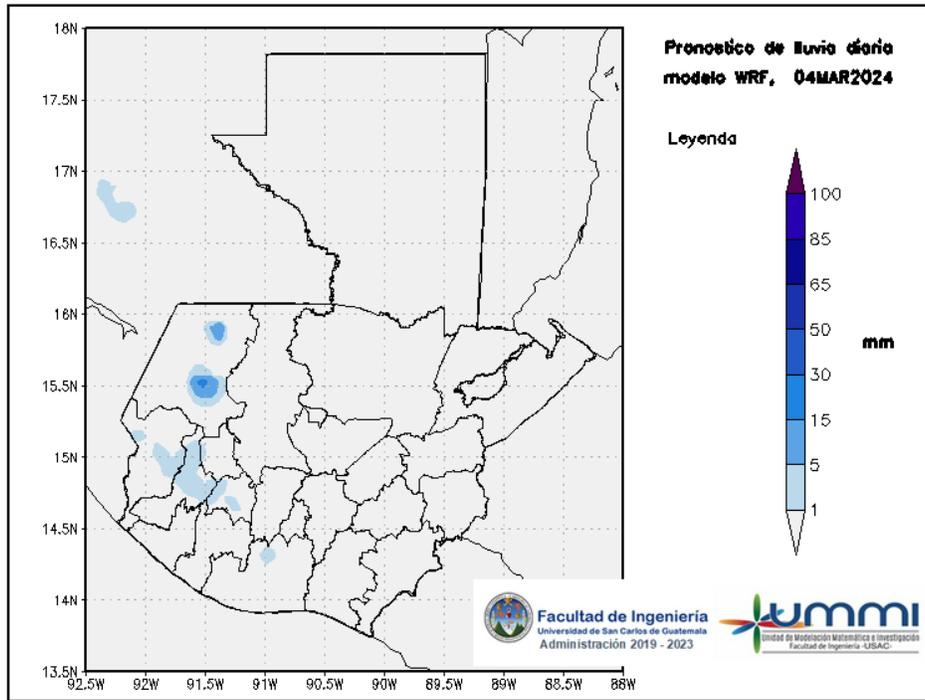 Pronostico de lluvia diaria
modelo WRF, 04MAR2024
Leyenda
100
85
65
50
30
15
5
1
mm
18N
17.5N
17N
16.5N
16N
15.5N
15N
14.5N
14N
13.5N
92.5W
92W
91.5W
91W
90.5W
90W
89.5W
89W
88.5W
88W
Facultad de Ingeniería
Universidad de San Carlos de Guatemala
Administración 2019 - 2023
ummi
Unidad de Modelación Matemática e Investigación
Facultad de Ingeniería -USAC-